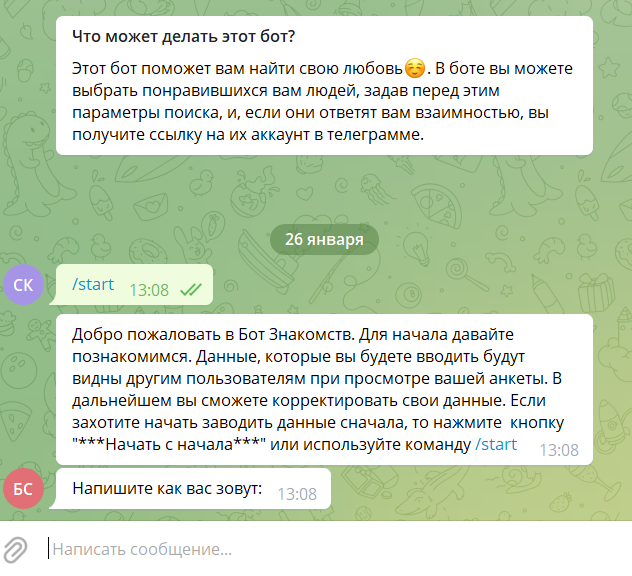 Что может делать этот бот?
Этот бот поможет вам найти свою любовь☺️. В боте вы можете
выбрать понравившихся вам людей, задав перед этим
параметры поиска, и, если они ответят вам взаимностью, вы
получите ссылку на их аккаунт в телеграмме.
26 января
СК
/start 13:08
Добро пожаловать в Бот Знакомств. Для начала давайте
познакомимся. Данные, которые вы будете вводить будут
видны другим пользователям при просмотре вашей анкеты. В
дальнейшем вы сможете корректировать свои данные. Если
захотите начать заводить данные сначала, то нажмите кнопку
"***Начать с начала***" или используйте команду /start 13:08
БС
Напишите как вас зовут: 13:08
Написать сообщение...